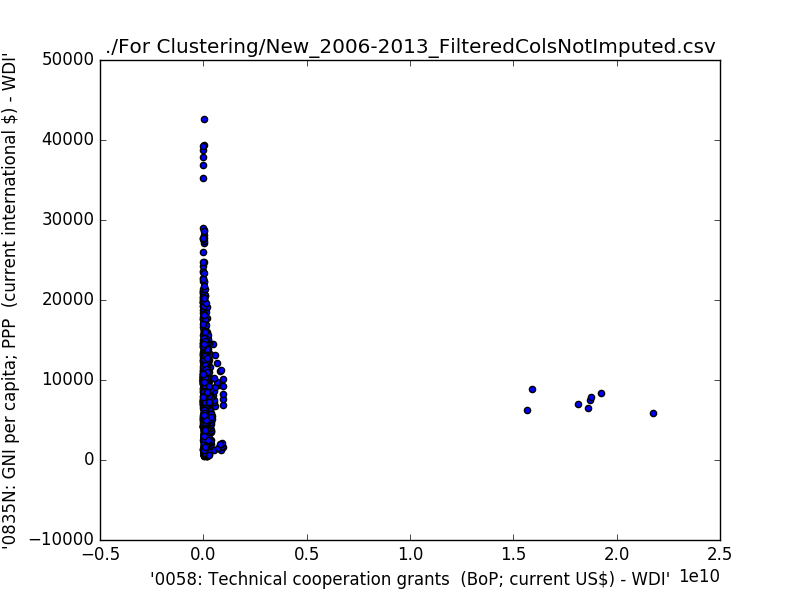 ./For Clustering/New_2006-2013_FilteredColsNotImputed.csv
50000
40000
30000
20000
10000
0
−10000
'0835N: GNI per capita; PPP  (current international $) - WDI'
−0.5 0.0 0.5 1.0 1.5 2.0 2.5
1e10
'0058: Technical cooperation grants  (BoP; current US$) - WDI'